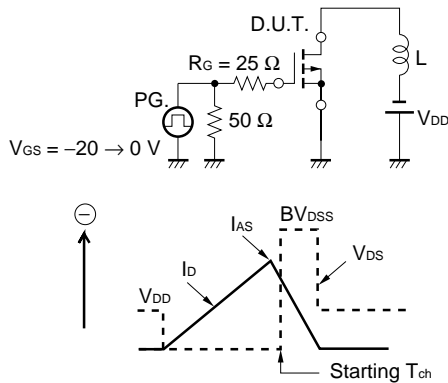 D.U.T.
RG = 25 Ω
L
PG.
50 Ω
VDD
VGS = −20 → 0 V
−
IAS
BVDSS
ID
VDS
VDD
Starting Tch